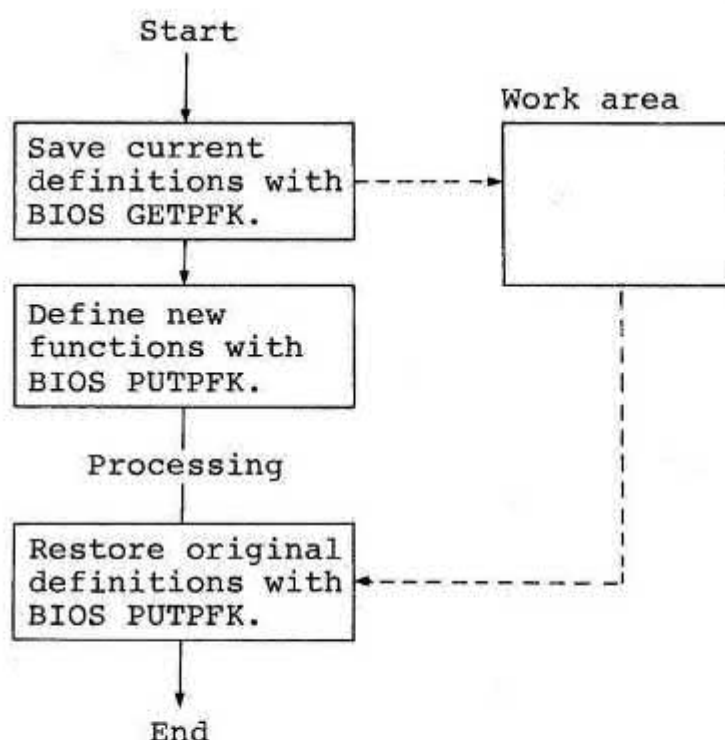 Start
Work area
Save current
definitions with
BIOS GETPFK.
Define new
functions with
BIOS PUTPFK.
Processing
Restore original
definitions with
BIOS PUTPFK.
End